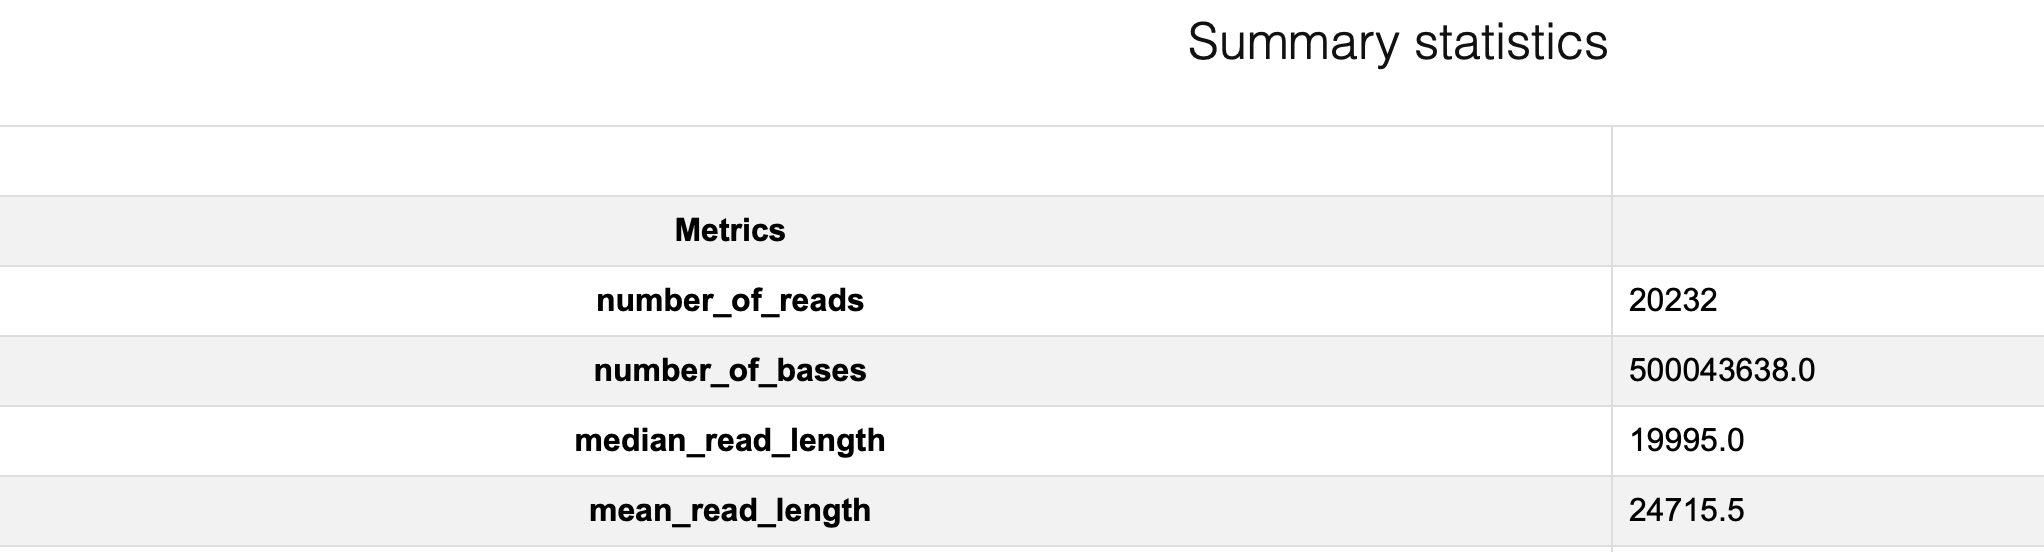 Summary statistics
Metrics
number_of_reads 20232
number_of_bases 500043638.0
median_read_length 19995.0
mean_read_length 24715.5